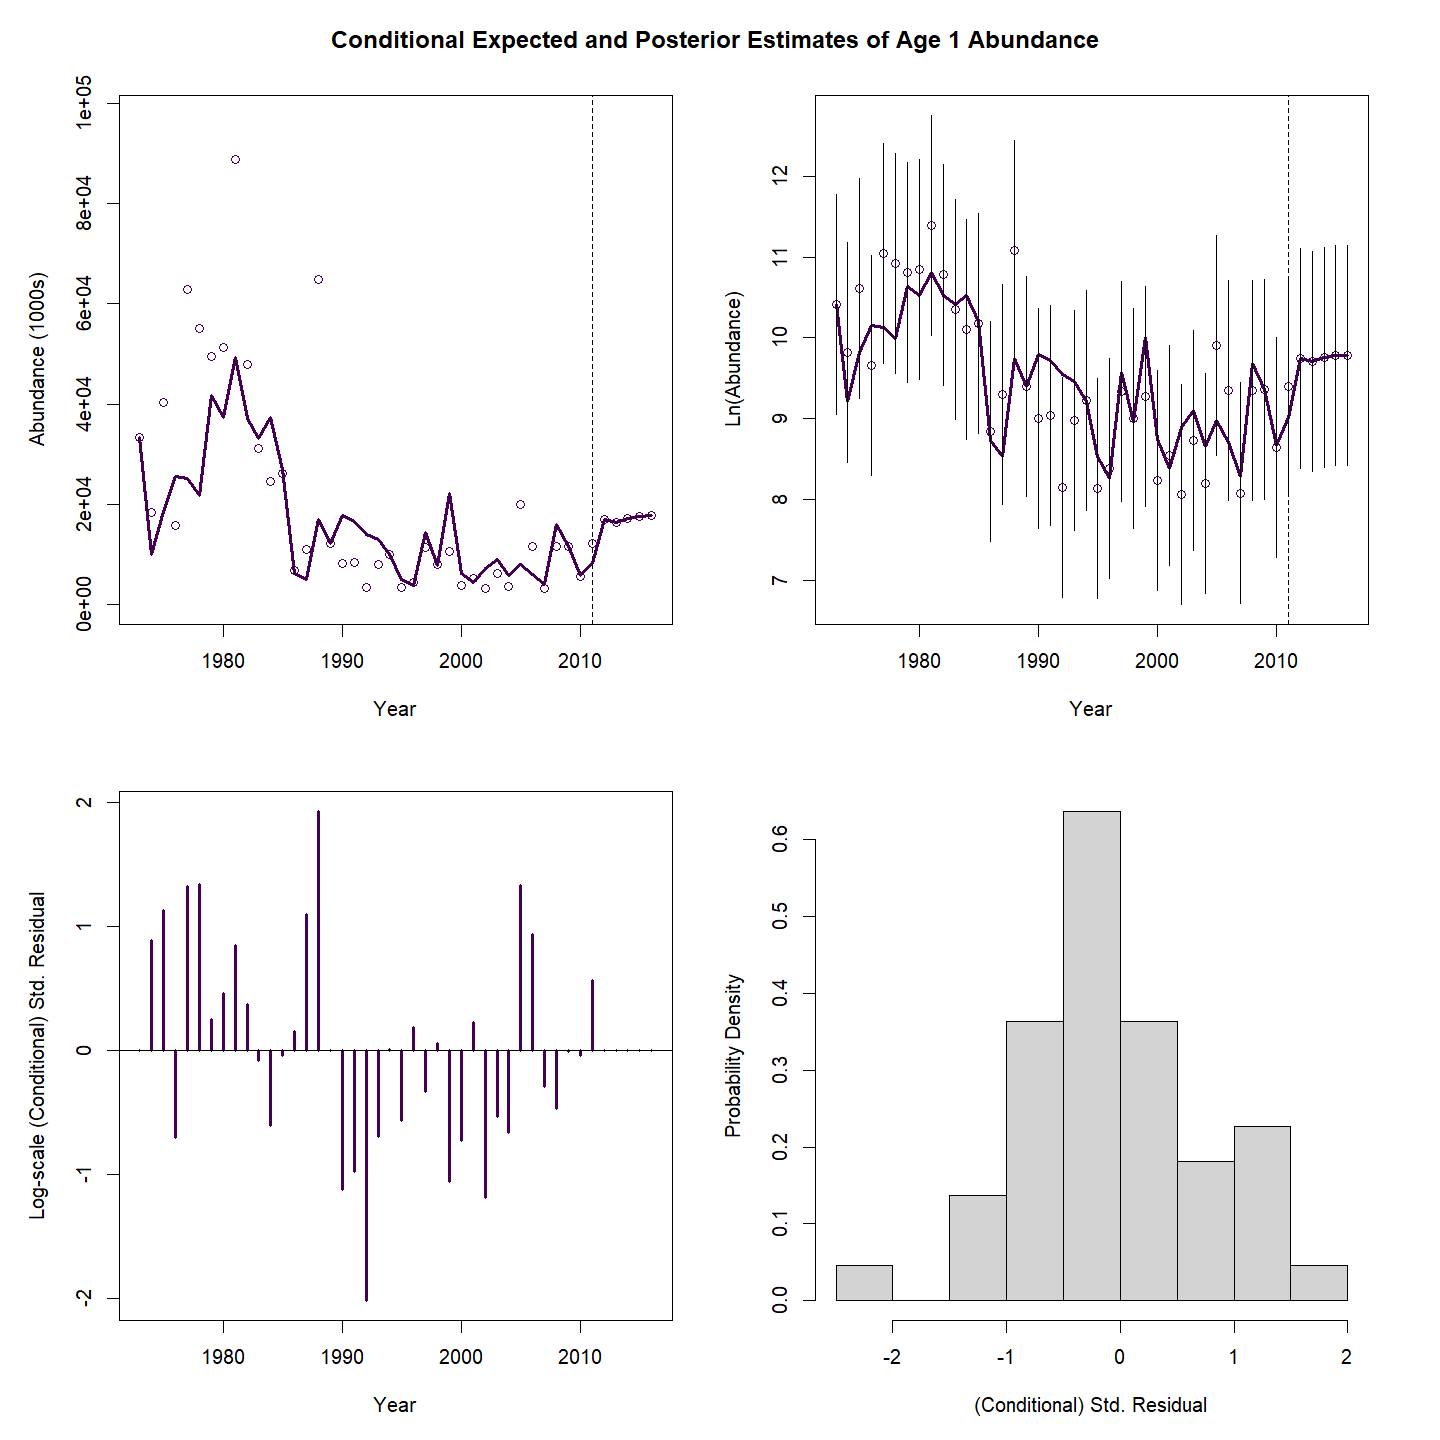 Conditional Expected and Posterior Estimates of Age 1 Abundance
Abundance (1000s)
0e+00 2e+04 4e+04 6e+04 8e+04 1e+05
1980 1990 2000 2010
Year
Ln(Abundance)
7 8 9 10 11 12
1980 1990 2000 2010
Year
Log-scale (Conditional) Std. Residual
-2 -1 0 1 2
1980 1990 2000 2010
Year
Probability Density
0.0 0.1 0.2 0.3 0.4 0.5 0.6
-2 -1 0 1 2
(Conditional) Std. Residual